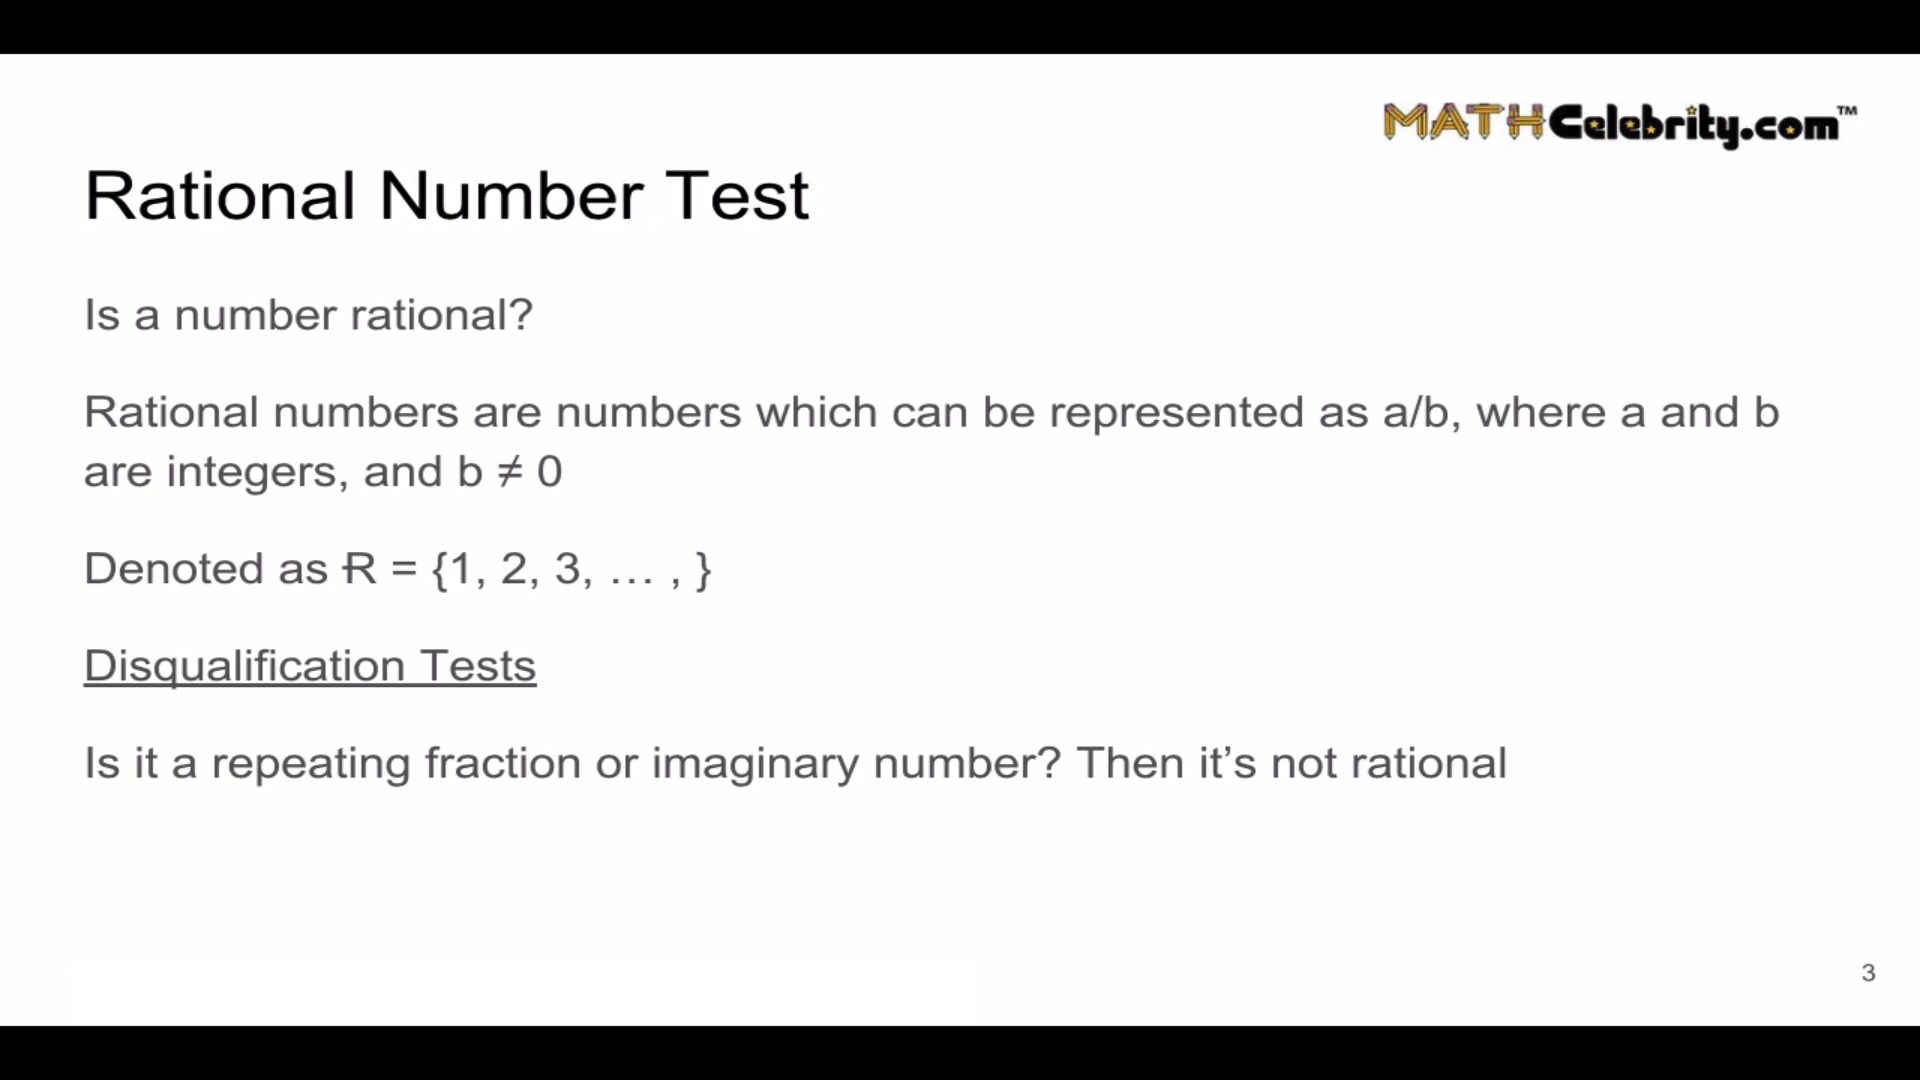 MATHCelebrity.com™
Rational Number Test
Is a number rational?
Rational numbers are numbers which can be represented as a/b, where a and b
are integers, and b ≠ 0
Denoted as R = {1, 2, 3, … , }
Disqualification Tests
Is it a repeating fraction or imaginary number? Then it’s not rational
3